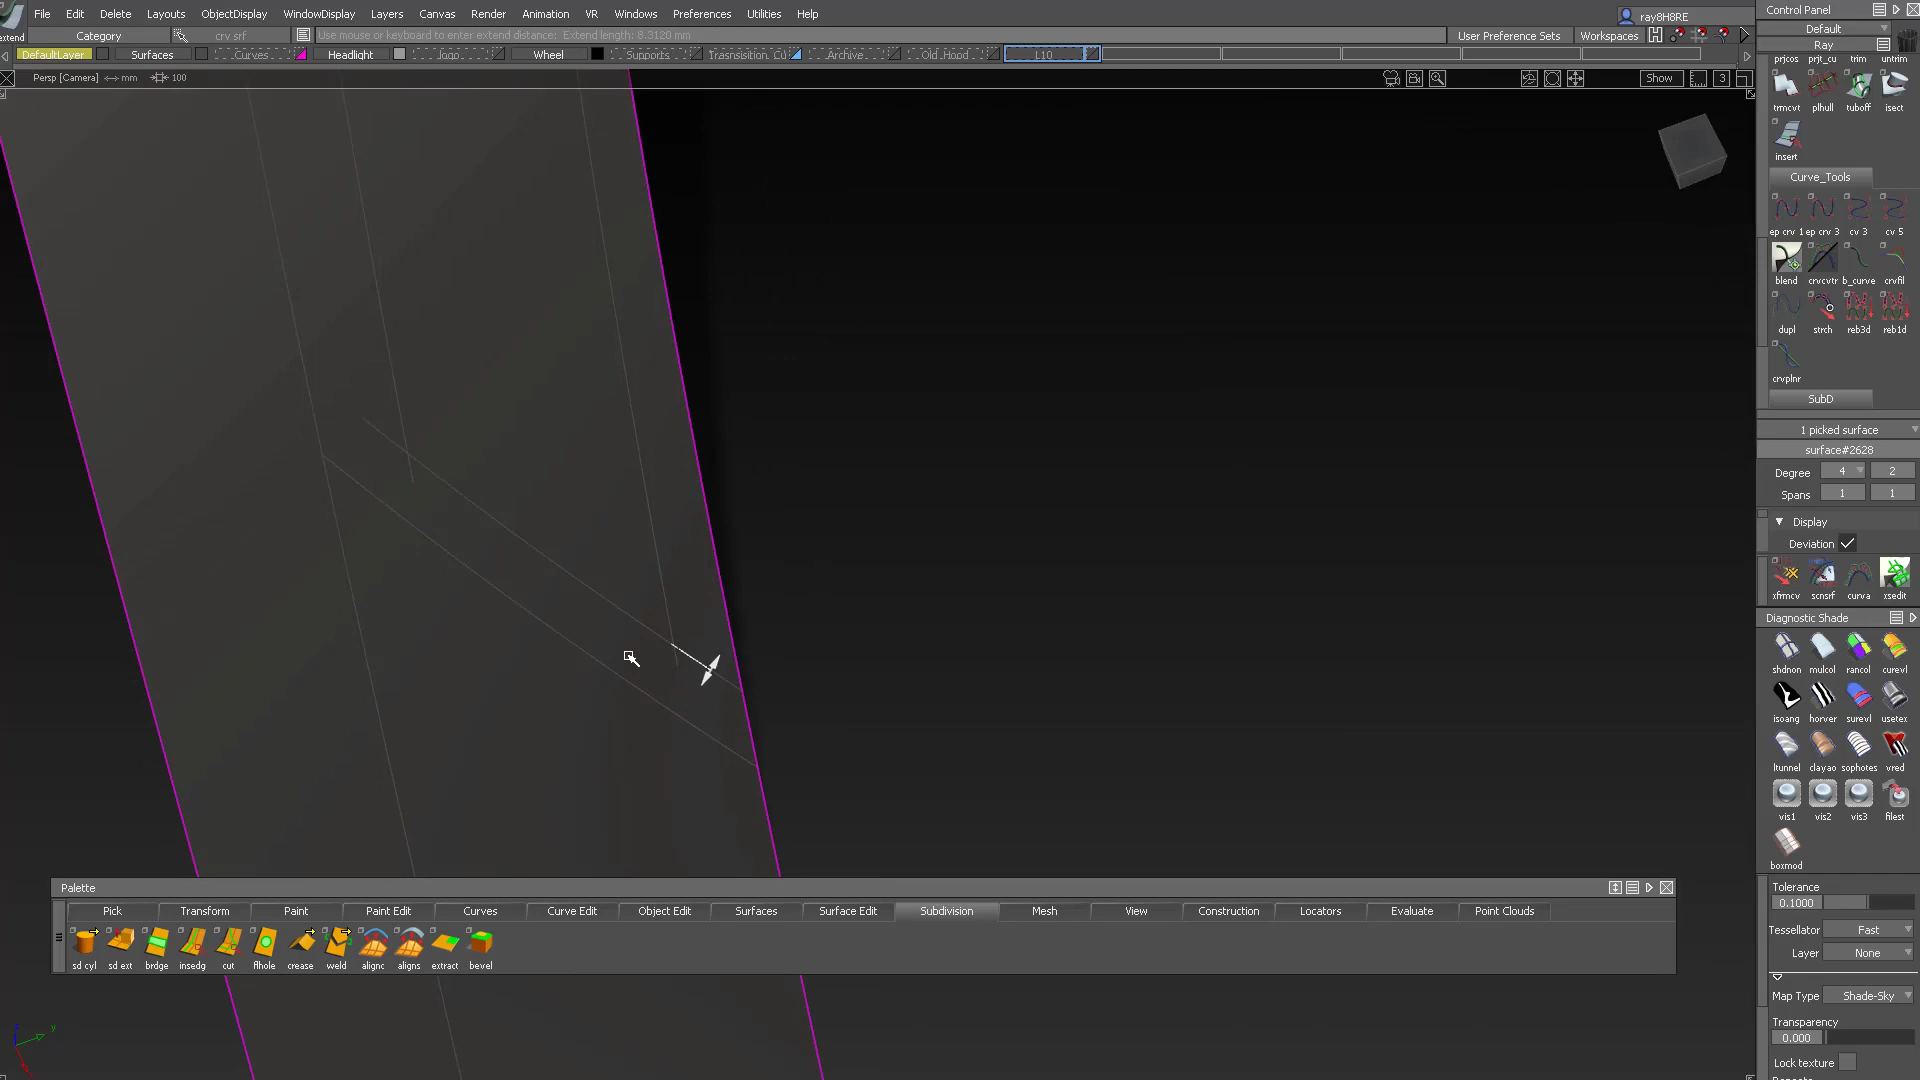 File Edit Delete Layouts ObjectDisplay WindowDisplay Layers Canvas Render Animation VR Windows Preferences Utilities Help
ray8H8RE
Control Panel
extend
Category
crv srf
Use mouse or keyboard to enter extend distance: Extend length: 8.3120 mm
User Preference Sets
Workspaces
Default
Ray
DefaultLayer
Surfaces
Curves
Headlight
Jago
Wheel
Supports
Archive
Old_Hood
L10
Persp [Camera] mm 100
Show
3
prjcos prjt_cu trim untrim
trmcvt plhull tuboff isect
insert
Curve_Tools
ep crv 1 ep crv 3 cv 3 cv 5
blend crvcvtr b_curve crvfil
dupl strch reb3d reb1d
crvplnr
SubD
1 picked surface
surface#2628
Degree 4 2
Spans 1 1
Display
Deviation
xfrmcv scnsrf curva xsedit
Diagnostic Shade
shdnon mulcol rancol curevl
isoang horver surevl usetex
ltunnel clayao sophotes vred
vis1 vis2 vis3 filest
boxmod
Tolerance
0.1000
Tessellator Fast
Layer None
Map Type Shade-Sky
Transparency
0.000
Lock texture
Palette
Pick Transform Paint Paint Edit Curves Curve Edit Object Edit Surfaces Surface Edit Subdivision Mesh View Construction Locators Evaluate Point Clouds
sd cyl sd ext brdge insedg cut flhole crease weld alignc aligns extract bevel
y